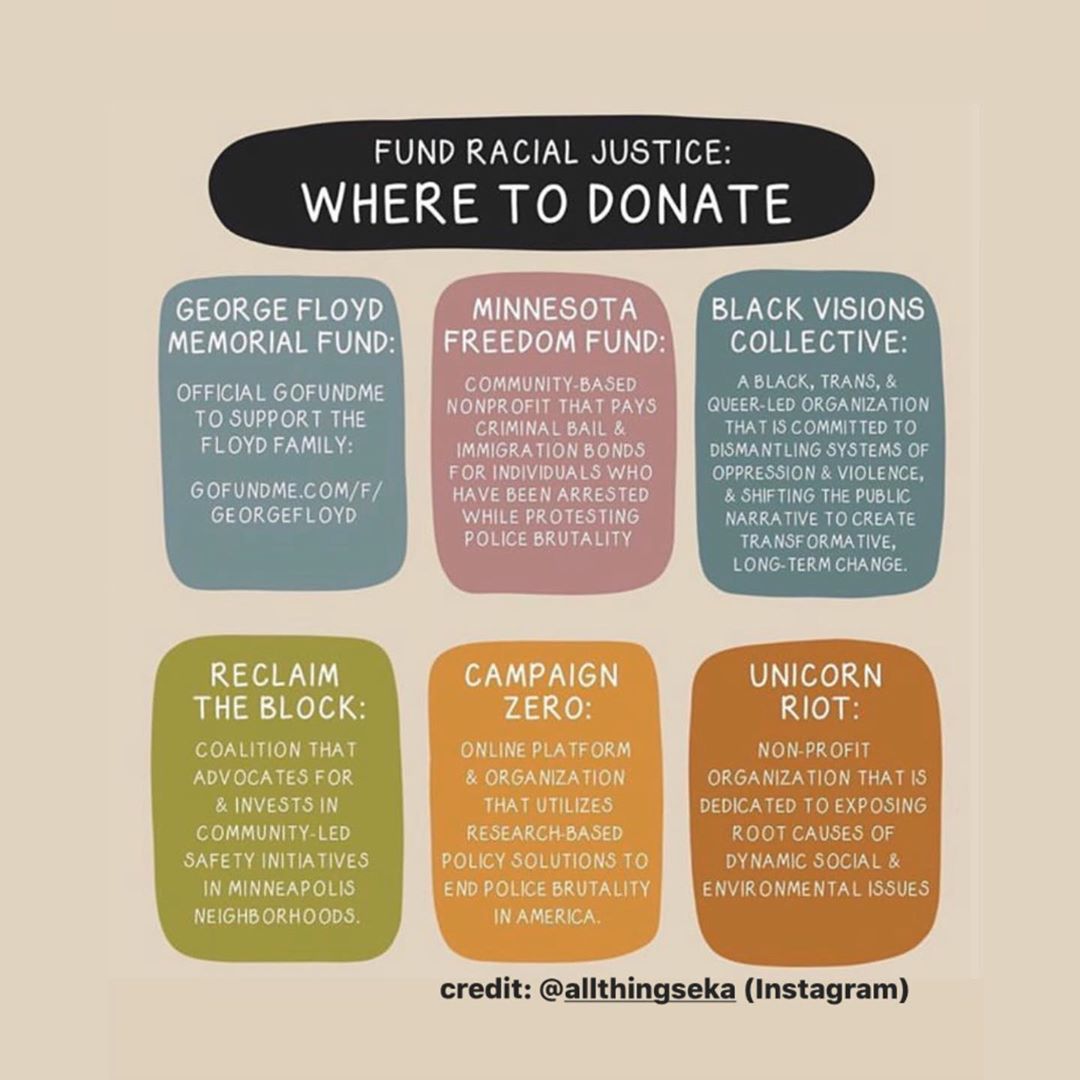 FUND RACIAL JUSTICE:
WHERE TO DONATE
GEORGE FLOYD
MEMORIAL FUND:
OFFICIAL GOFUNDME
TO SUPPORT THE
FLOYD FAMILY:
GOFUNDME.COM/F/
GEORGEFLOYD
MINNESOTA
FREEDOM FUND:
COMMUNITY-BASED
NONPROFIT THAT PAYS
CRIMINAL BAIL &
IMMIGRATION BONDS
FOR INDIVIDUALS WHO
HAVE BEEN ARRESTED
WHILE PROTESTING
POLICE BRUTALITY
BLACK VISIONS
COLLECTIVE:
A BLACK, TRANS, &
QUEER-LED ORGANIZATION
THAT IS COMMITTED TO
DISMANTLING SYSTEMS OF
OPPRESSION & VIOLENCE,
& SHIFTING THE PUBLIC
NARRATIVE TO CREATE
TRANSFORMATIVE,
LONG-TERM CHANGE.
RECLAIM
THE BLOCK:
COALITION THAT
ADVOCATES FOR
& INVESTS IN
COMMUNITY-LED
SAFETY INITIATIVES
IN MINNEAPOLIS
NEIGHBORHOODS.
CAMPAIGN
ZERO:
ONLINE PLATFORM
& ORGANIZATION
THAT UTILIZES
RESEARCH-BASED
POLICY SOLUTIONS TO
END POLICE BRUTALITY
IN AMERICA.
UNICORN
RIOT:
NON-PROFIT
ORGANIZATION THAT IS
DEDICATED TO EXPOSING
ROOT CAUSES OF
DYNAMIC SOCIAL &
ENVIRONMENTAL ISSUES
credit: @allthingseka (Instagram)